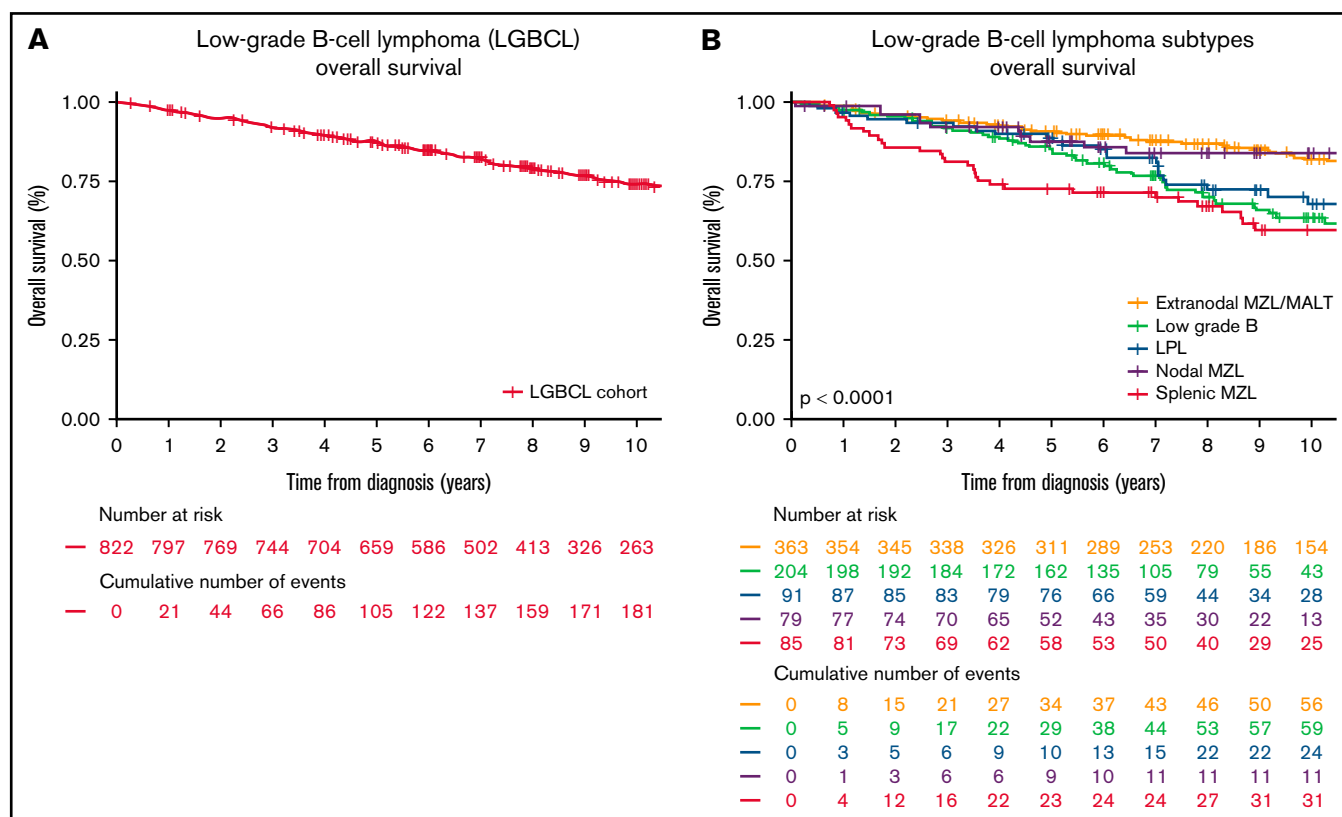 A
Low-grade B-cell lymphoma (LGBCL)
overall survival
1.00
0.75
0.50
0.25
0.00
Overall survival (%)
LGBCL cohort
0 1 2 3 4 5 6 7 8 9 10
Time from diagnosis (years)
Number at risk
822 797 769 744 704 659 586 502 413 326 263
Cumulative number of events
0 21 44 66 86 105 122 137 159 171 181
B
Low-grade B-cell lymphoma subtypes
overall survival
1.00
0.75
0.50
0.25
0.00
Overall survival (%)
Extranodal MZL/MALT
Low grade B
LPL
Nodal MZL
Splenic MZL
p < 0.0001
0 1 2 3 4 5 6 7 8 9 10
Time from diagnosis (years)
Number at risk
363 354 345 338 326 311 289 253 220 186 154
204 198 192 184 172 162 135 105 79 55 43
91 87 85 83 79 76 66 59 44 34 28
79 77 74 70 65 52 43 35 30 22 13
85 81 73 69 62 58 53 50 40 29 25
Cumulative number of events
0 8 15 21 27 34 37 43 46 50 56
0 5 9 17 22 29 38 44 53 57 59
0 3 5 6 9 10 13 15 22 22 24
0 1 3 6 6 9 10 11 11 11 11
0 4 12 16 22 23 24 24 27 31 31